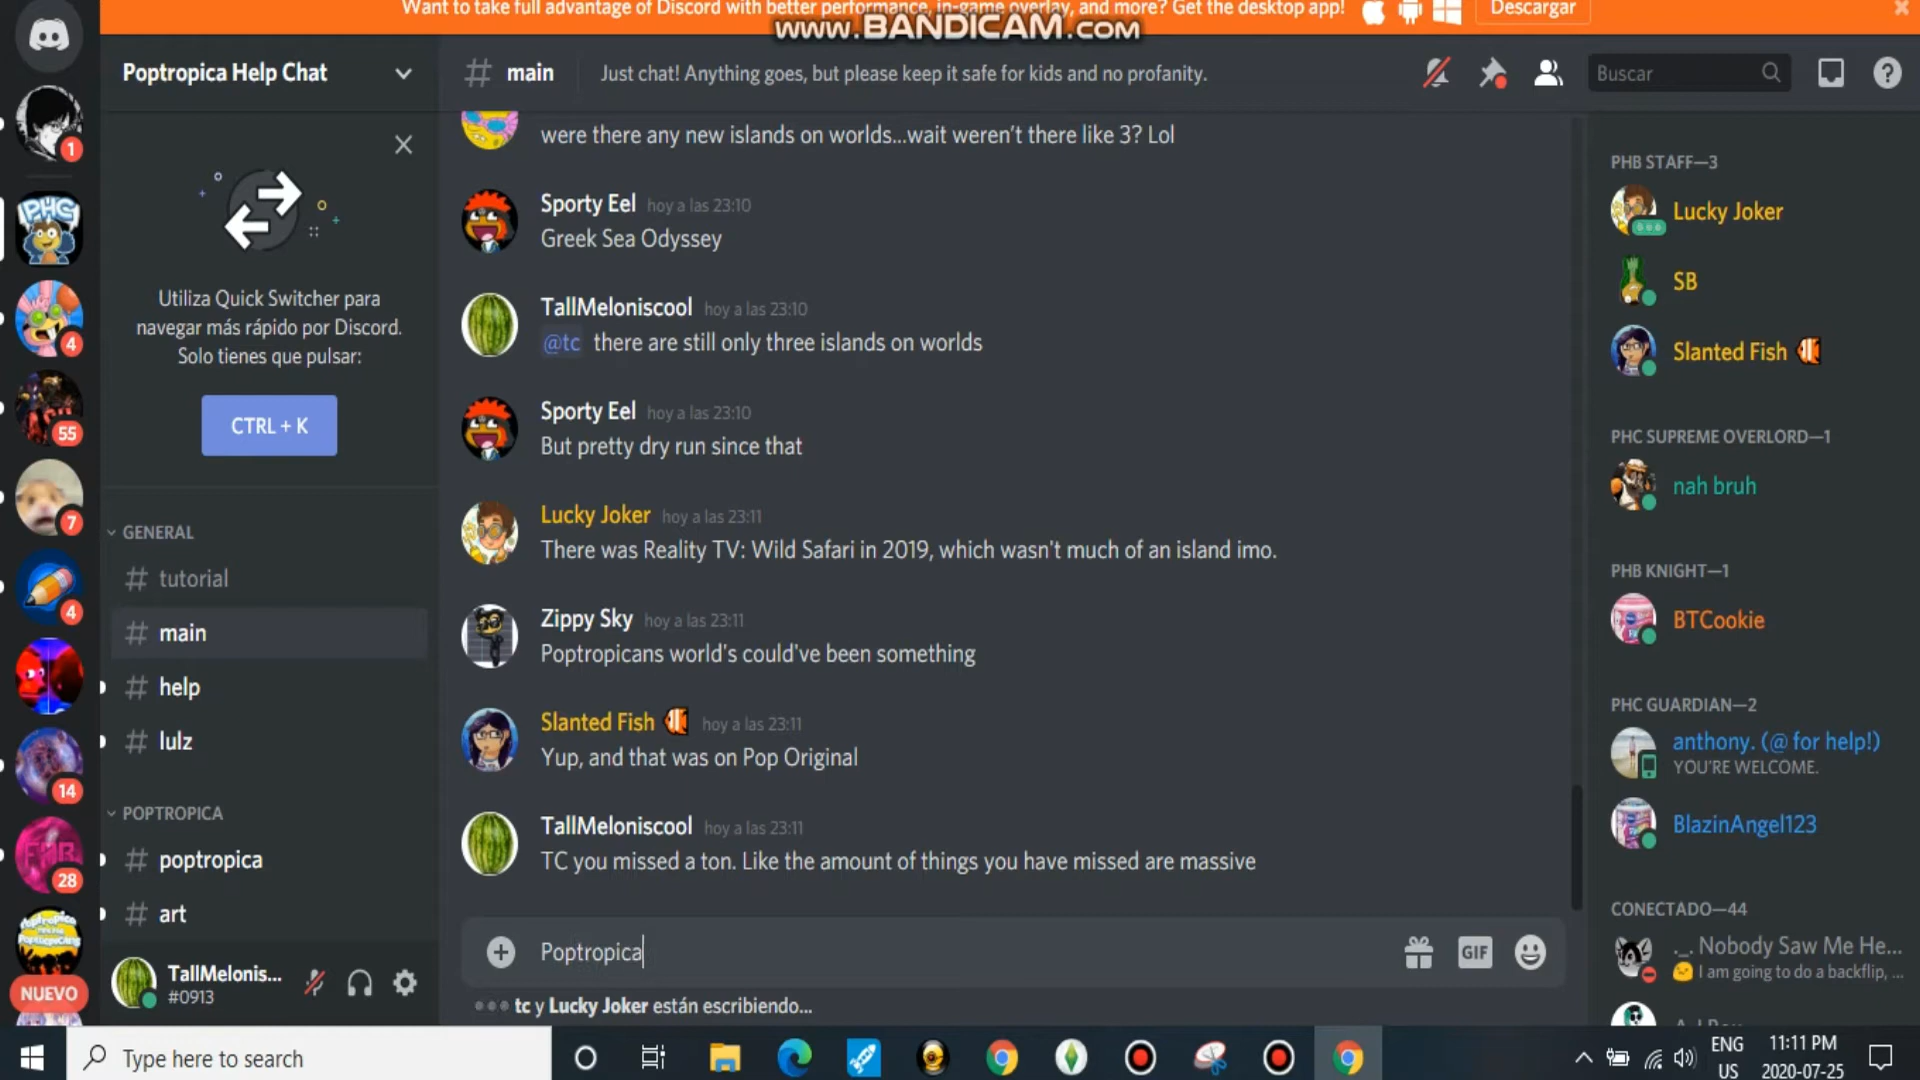 Want to take full advantage of Discord with better performance, in-game overlay, and more? Get the desktop app!
Descargar
www.BANDICAM.com
Poptropica Help Chat
main
Just chat! Anything goes, but please keep it safe for kids and no profanity.
Buscar
1
PHC
4
55
7
4
14
28
NUEVO
Utiliza Quick Switcher para
navegar más rápido por Discord.
Solo tienes que pulsar:
CTRL + K
GENERAL
# tutorial
# main
# help
# lulz
POPTROPICA
# poptropica
# art
TallMelonis...
#0913
were there any new islands on worlds...wait weren't there like 3? Lol
Sporty Eel hoy a las 23:10
Greek Sea Odyssey
TallMeloniscool hoy a las 23:10
@tc there are still only three islands on worlds
Sporty Eel hoy a las 23:10
But pretty dry run since that
Lucky Joker hoy a las 23:11
There was Reality TV: Wild Safari in 2019, which wasn't much of an island imo.
Zippy Sky hoy a las 23:11
Poptropicans world's could've been something
Slanted Fish hoy a las 23:11
Yup, and that was on Pop Original
TallMeloniscool hoy a las 23:11
TC you missed a ton. Like the amount of things you have missed are massive
Poptropica
GIF
tc y Lucky Joker están escribiendo...
PHB STAFF—3
Lucky Joker
SB
Slanted Fish
PHC SUPREME OVERLORD—1
nah bruh
PHB KNIGHT—1
BTCookie
PHC GUARDIAN—2
anthony. (@ for help!)
YOU'RE WELCOME.
BlazinAngel123
CONECTADO—44
._. Nobody Saw Me He...
I am going to do a backflip, ...
Type here to search
ENG
US
11:11 PM
2020-07-25